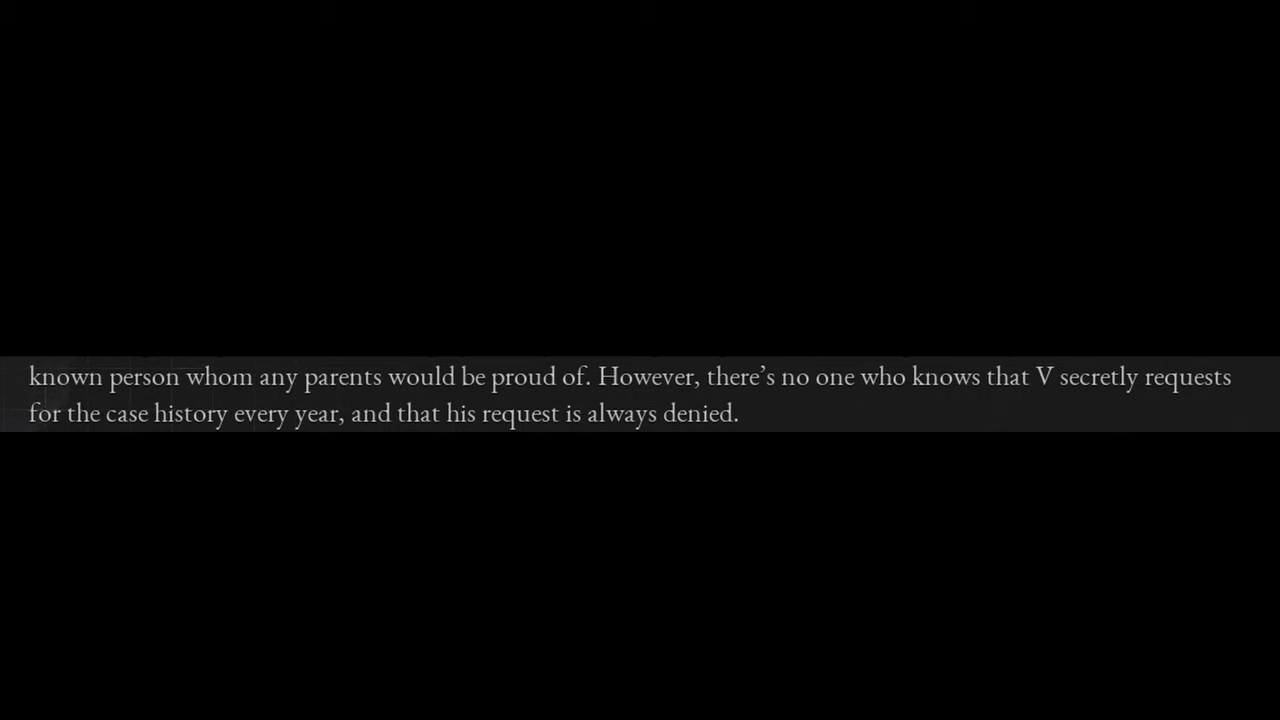 known person whom any parents would be proud of. However, there’s no one who knows that V secretly requests
for the case history every year, and that his request is always denied.